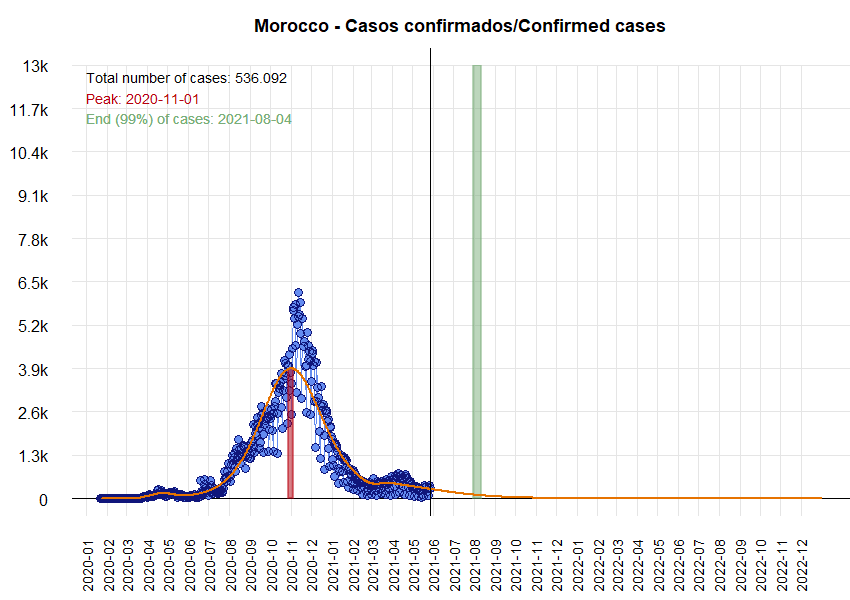 Morocco - Casos confirmados/Confirmed cases
13k
Total number of cases: 536.092
Peak: 2020-11-01
End (99%) of cases: 2021-08-04
11.7k
10.4k
9.1k
7.8k
6.5k
5.2k
3.9k
2.6k
1.3k
0
2020-01
2020-02
2020-03
2020-04
2020-05
2020-06
2020-07
2020-08
2020-09
2020-10
2020-11
2020-12
2021-01
2021-02
2021-03
2021-04
2021-05
2021-06
2021-07
2021-08
2021-09
2021-10
2021-11
2021-12
2022-01
2022-02
2022-03
2022-04
2022-05
2022-06
2022-07
2022-08
2022-09
2022-10
2022-11
2022-12